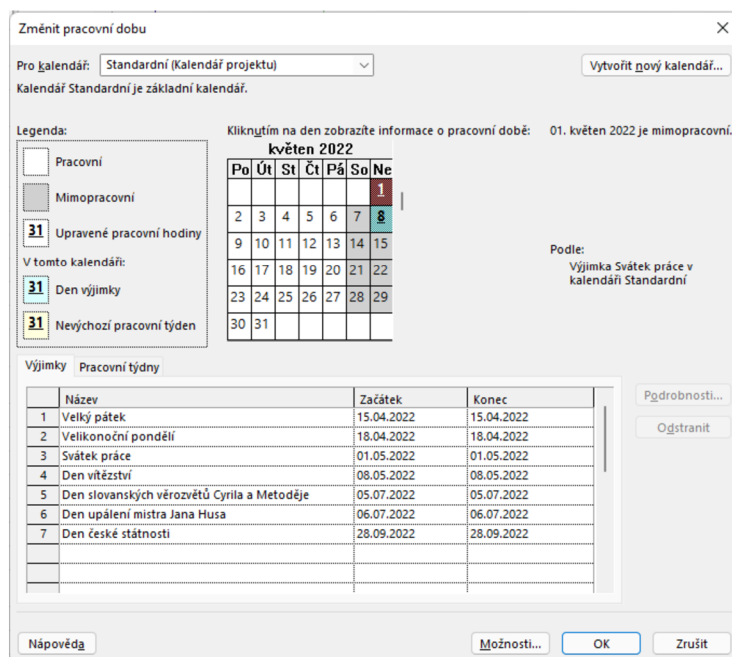 Změnit pracovní dobu
Pro kalendář: Standardní (Kalendář projektu) Vytvořit nový kalendář...
Kalendář Standardní je základní kalendář.
Legenda:
Pracovní
Mimopracovní
31 Upravené pracovní hodiny
V tomto kalendáři:
31 Den výjimky
31 Nevýchozí pracovní týden
Kliknutím na den zobrazíte informace o pracovní době:
květen 2022
Po Út St Čt Pá So Ne
1
2 3 4 5 6 7 8
9 10 11 12 13 14 15
16 17 18 19 20 21 22
23 24 25 26 27 28 29
30 31
01. květen 2022 je mimopracovní.
Podle:
Výjimka Svátek práce v
kalendáři Standardní
Výjimky Pracovní týdny
Název Začátek Konec
1 Velký pátek 15.04.2022 15.04.2022
2 Velikonoční pondělí 18.04.2022 18.04.2022
3 Svátek práce 01.05.2022 01.05.2022
4 Den vítězství 08.05.2022 08.05.2022
5 Den slovanských věrozvětů Cyrila a Metoděje 05.07.2022 05.07.2022
6 Den upálení mistra Jana Husa 06.07.2022 06.07.2022
7 Den české státnosti 28.09.2022 28.09.2022
Podrobnosti...
Odstranit
Nápověda Možnosti... OK Zrušit